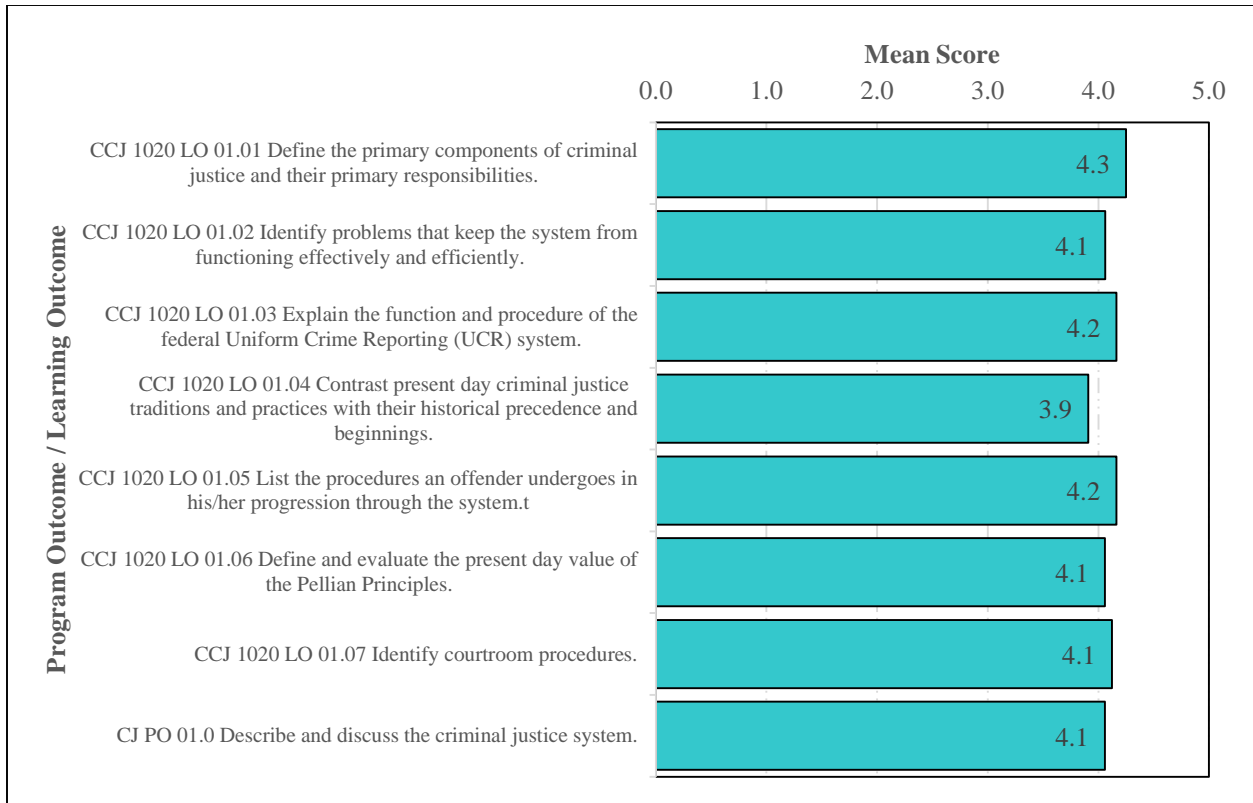 Mean Score
0.0 1.0 2.0 3.0 4.0 5.0
Program Outcome / Learning Outcome
CCJ 1020 LO 01.01 Define the primary components of criminal
justice and their primary responsibilities.
4.3
CCJ 1020 LO 01.02 Identify problems that keep the system from
functioning effectively and efficiently.
4.1
CCJ 1020 LO 01.03 Explain the function and procedure of the
federal Uniform Crime Reporting (UCR) system.
4.2
CCJ 1020 LO 01.04 Contrast present day criminal justice
traditions and practices with their historical precedence and
beginnings.
3.9
CCJ 1020 LO 01.05 List the procedures an offender undergoes in
his/her progression through the system.t
4.2
CCJ 1020 LO 01.06 Define and evaluate the present day value of
the Pellian Principles.
4.1
CCJ 1020 LO 01.07 Identify courtroom procedures.
4.1
CJ PO 01.0 Describe and discuss the criminal justice system.
4.1